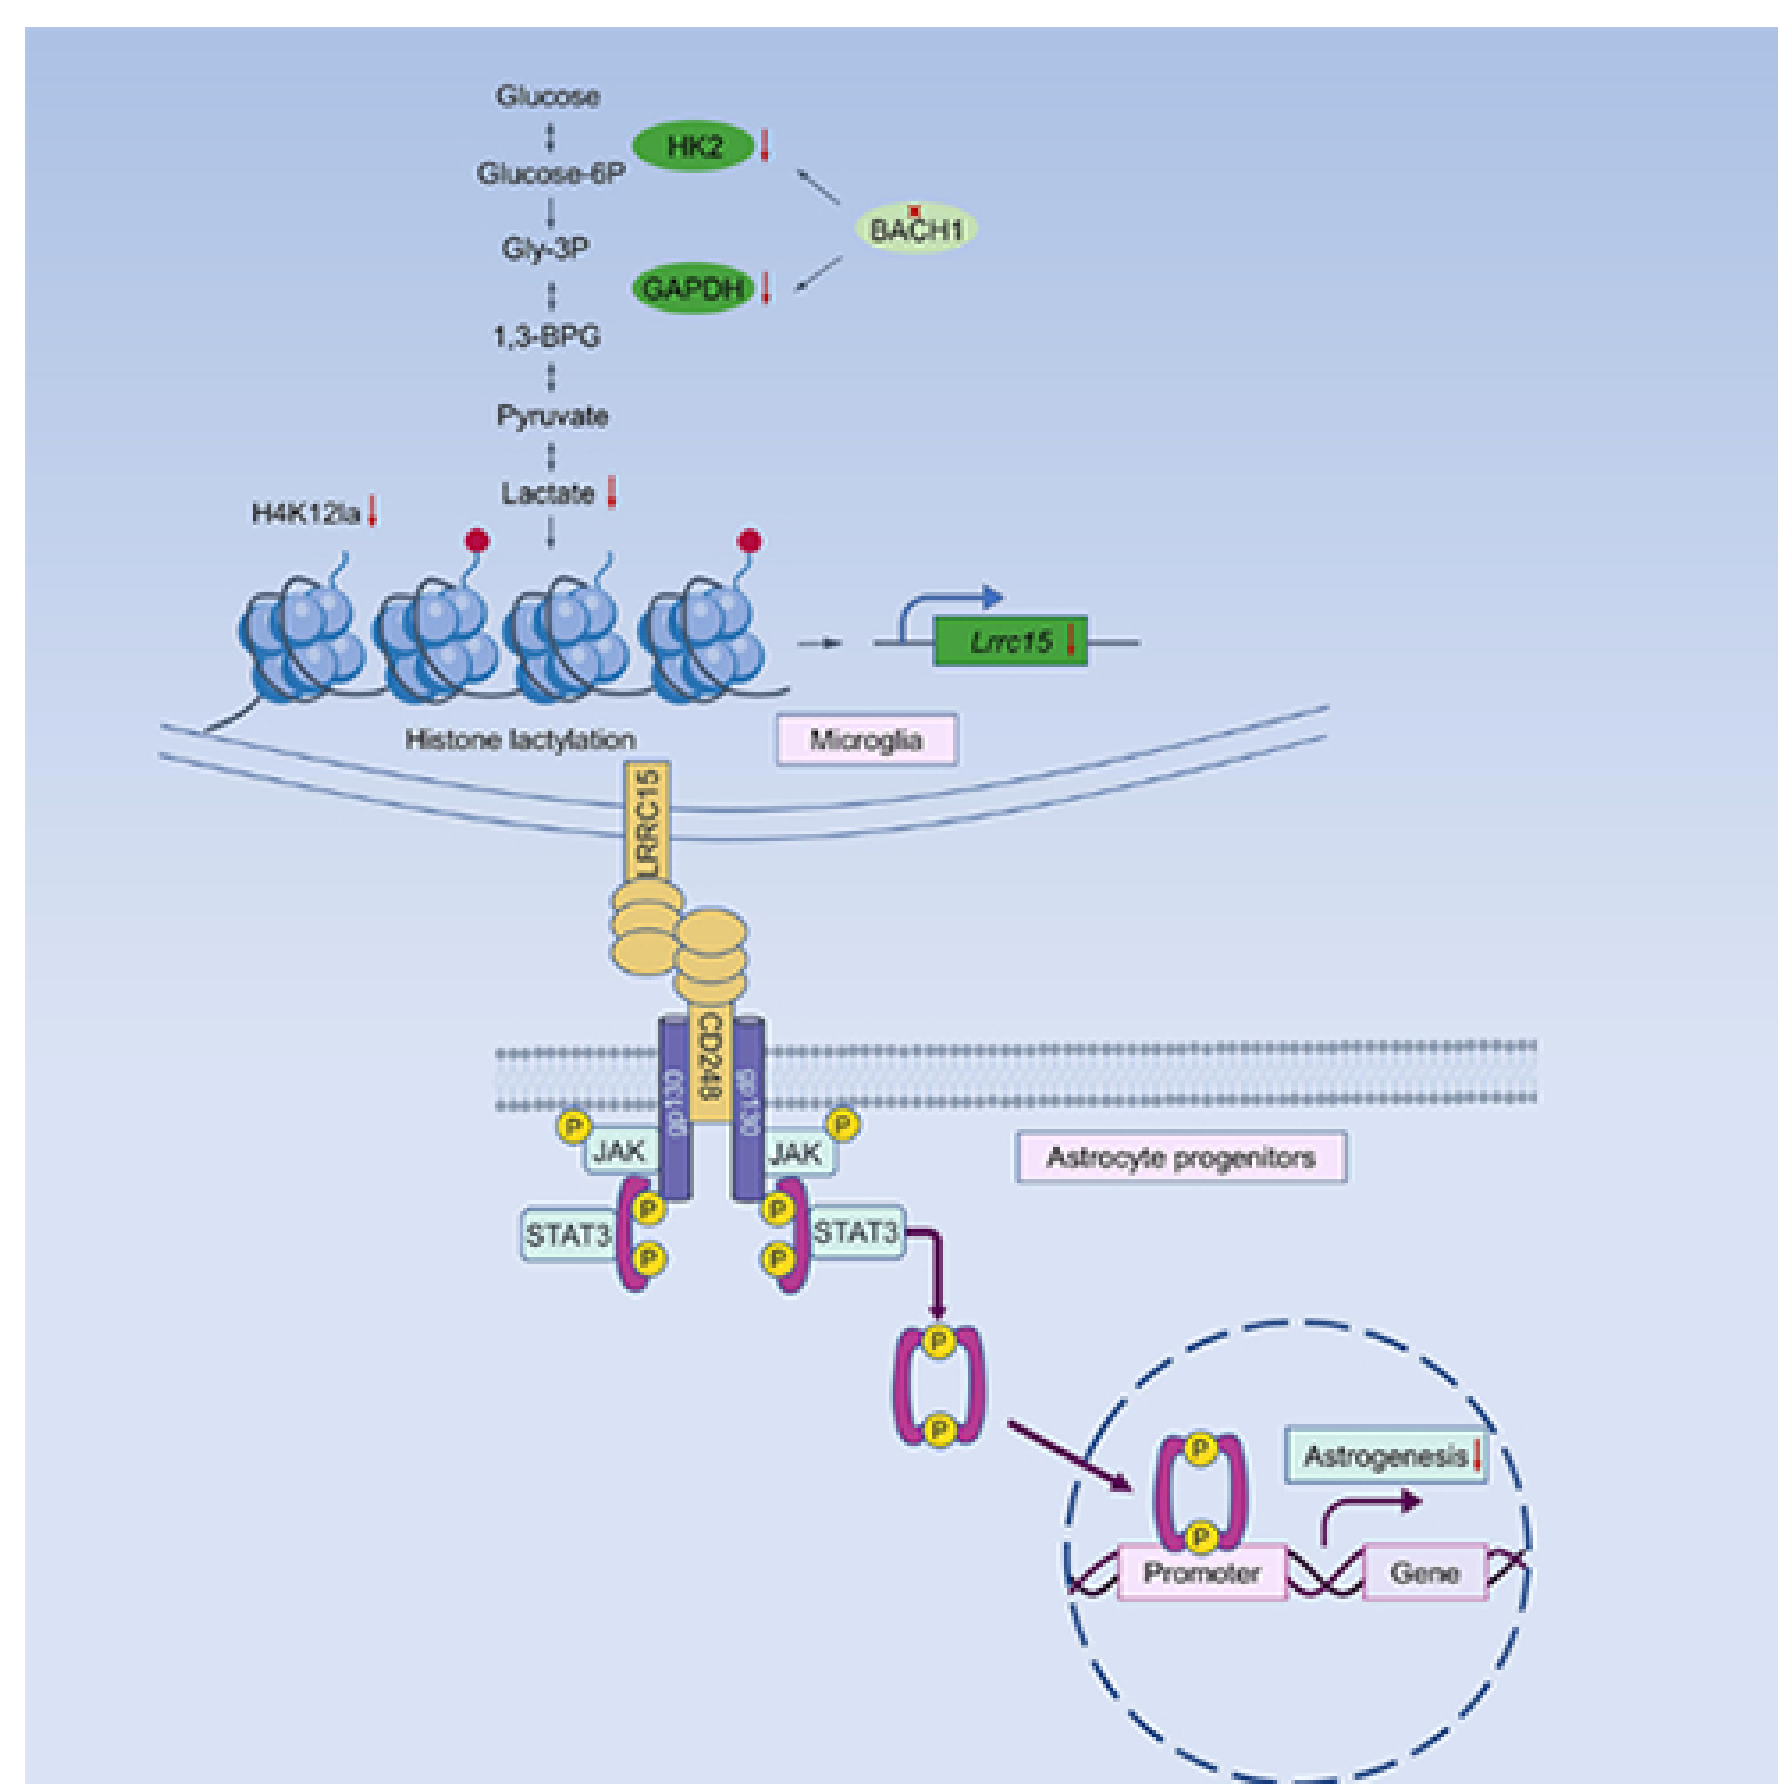 Glucose
HK2
Glucose-6P
BACH1
Gly-3P
GAPDH
1,3-BPG
Pyruvate
Lactate
H4K12la
Lrrc15
Histone lactylation
Microglia
LRRC15
CD248
gp130
gp130
P
P
JAK
JAK
Astrocyte progenitors
P
P
STAT3
STAT3
P
P
P
P
P
Astrogenesis
P
Promoter
Gene